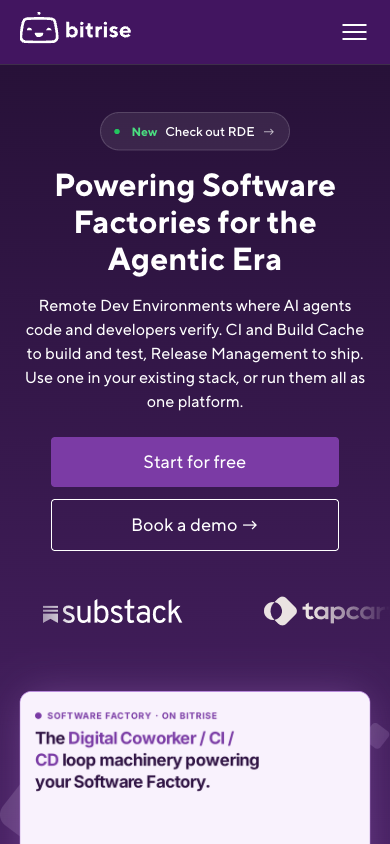 bitrise
New Check out RDE →
Powering Software
Factories for the
Agentic Era
Remote Dev Environments where AI agents
code and developers verify. CI and Build Cache
to build and test, Release Management to ship.
Use one in your existing stack, or run them all as
one platform.
Start for free
Book a demo →
substack tapcar
SOFTWARE FACTORY · ON BITRISE
The Digital Coworker / CI /
CD loop machinery powering
your Software Factory.